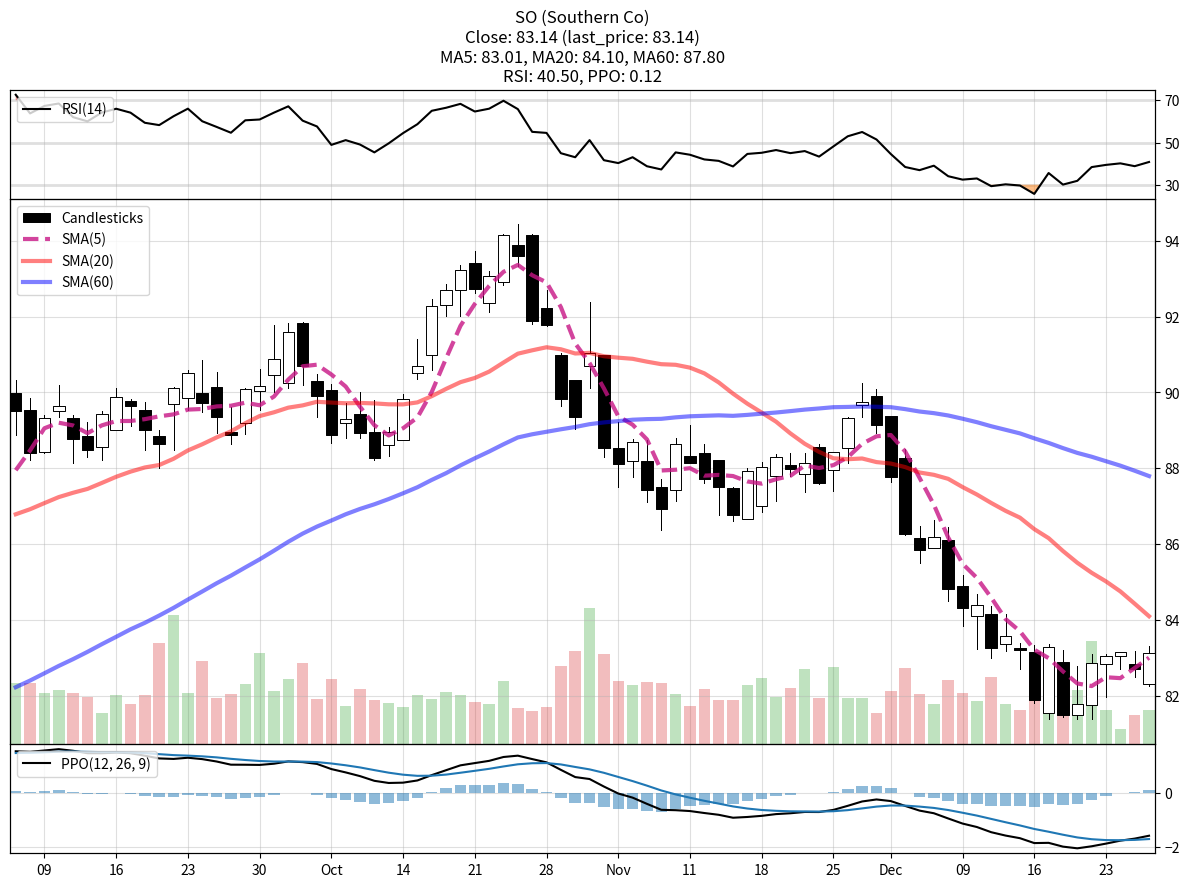 SO (Southern Co)
Close: 83.14 (last_price: 83.14)
MA5: 83.01, MA20: 84.10, MA60: 87.80
RSI: 40.50, PPO: 0.12
RSI(14)
70
50
30
Candlesticks
SMA(5)
SMA(20)
SMA(60)
94
92
90
88
86
84
82
PPO(12, 26, 9)
0
−2
09 16 23 30 Oct 14 21 28 Nov 11 18 25 Dec 09 16 23